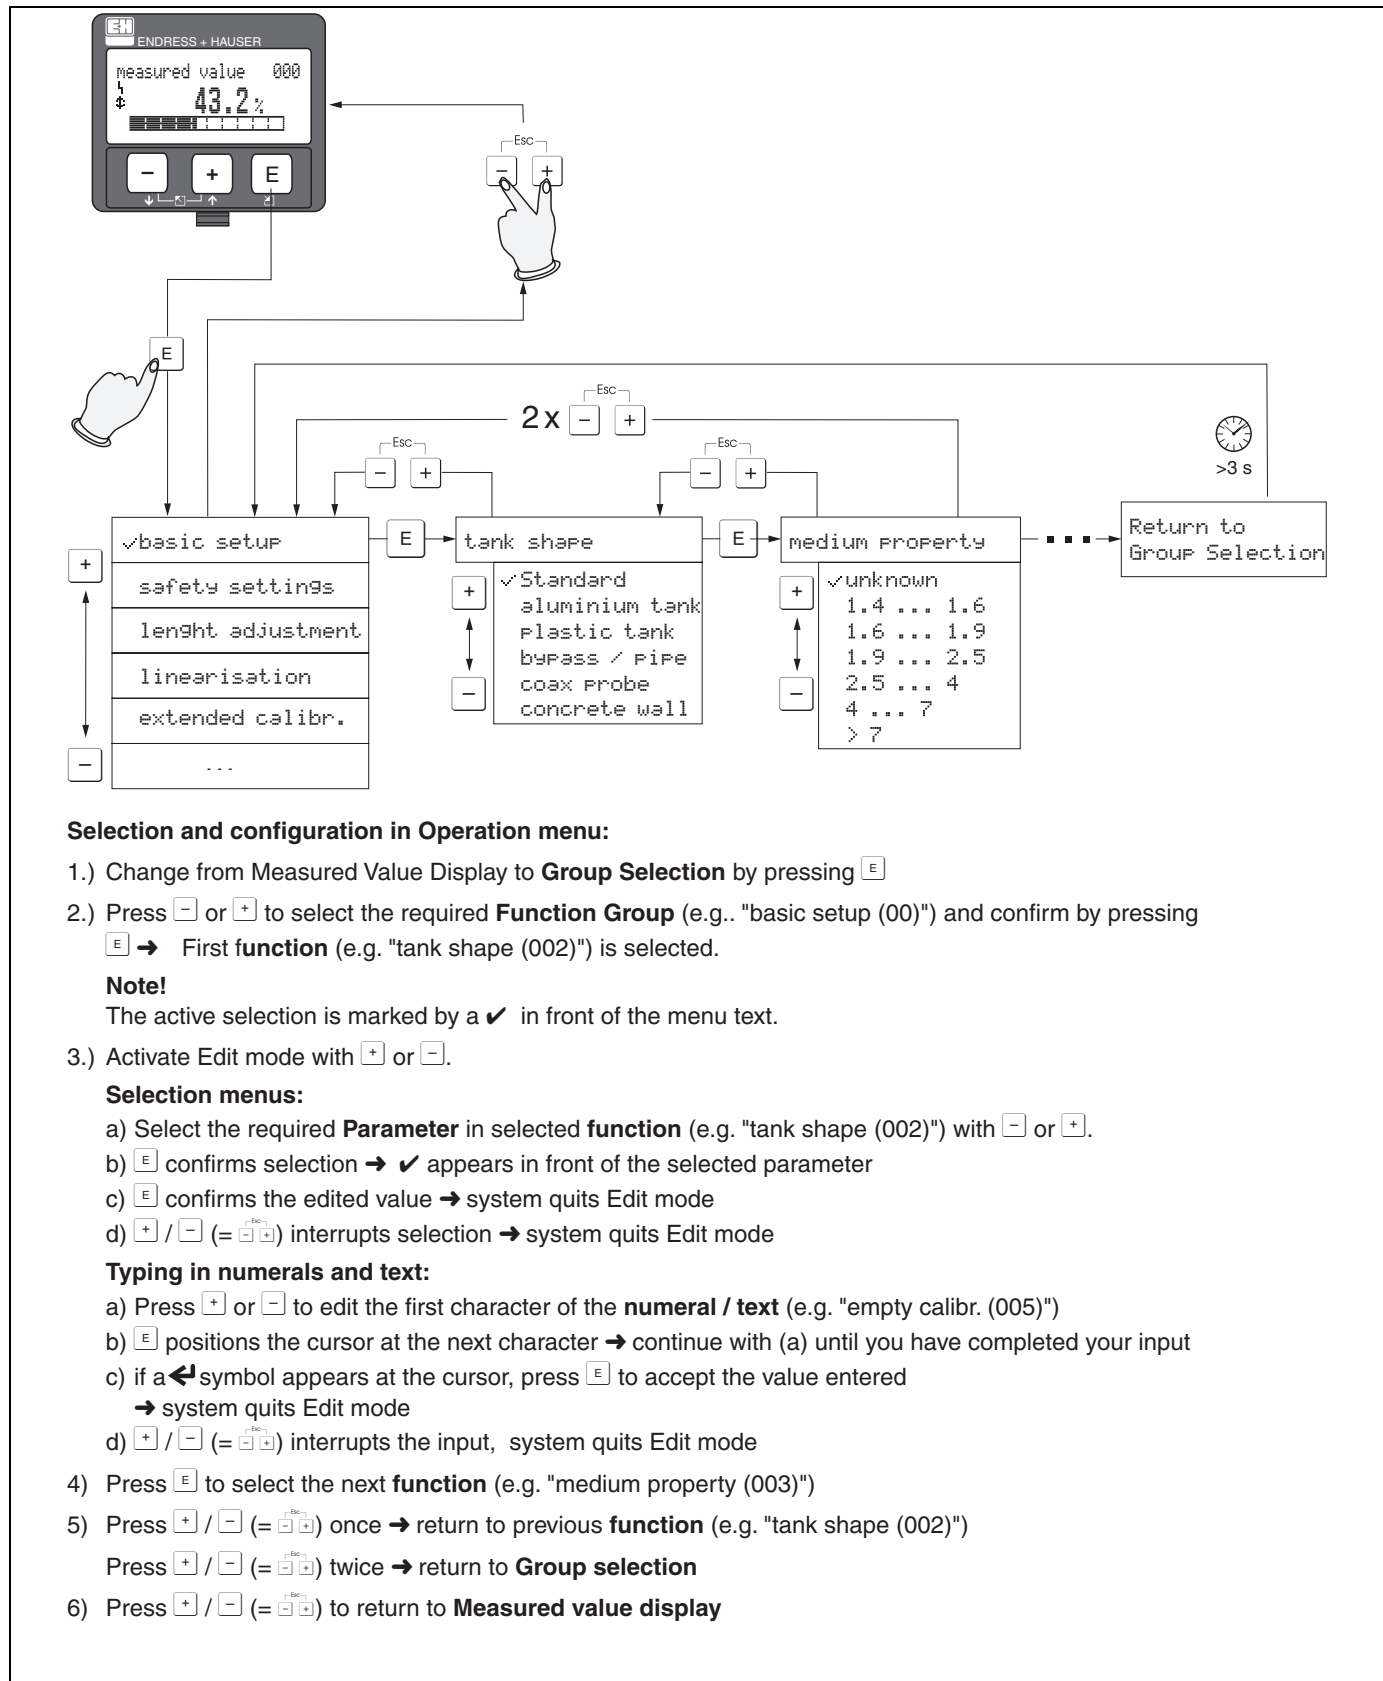 E+H
ENDRESS + HAUSER
measured value 000
43.2%
– + E
Esc
– +
E
Esc
2 x – +
Esc
– +
Esc
– +
>3 s
✓basic setup
safety settings
lenght adjustment
linearisation
extended calibr.
...
+
–
E
tank shape
✓Standard
aluminium tank
plastic tank
bypass / pipe
coax probe
concrete wall
+
–
E
medium property
✓unknown
1.4 ... 1.6
1.6 ... 1.9
1.9 ... 2.5
2.5 ... 4
4 ... 7
> 7
+
–
Return to
Group Selection
Selection and configuration in Operation menu:
1.) Change from Measured Value Display to Group Selection by pressing E
2.) Press – or + to select the required Function Group (e.g.. "basic setup (00)") and confirm by pressing
E ➜ First function (e.g. "tank shape (002)") is selected.
Note!
The active selection is marked by a ✔ in front of the menu text.
3.) Activate Edit mode with + or –.
Selection menus:
a) Select the required Parameter in selected function (e.g. "tank shape (002)") with – or +.
b) E confirms selection ➜ ✔ appears in front of the selected parameter
c) E confirms the edited value ➜ system quits Edit mode
d) + / – (= Esc – +) interrupts selection ➜ system quits Edit mode
Typing in numerals and text:
a) Press + or – to edit the first character of the numeral / text (e.g. "empty calibr. (005)")
b) E positions the cursor at the next character ➜ continue with (a) until you have completed your input
c) if a ↵ symbol appears at the cursor, press E to accept the value entered
➜ system quits Edit mode
d) + / – (= Esc – +) interrupts the input, system quits Edit mode
4) Press E to select the next function (e.g. "medium property (003)")
5) Press + / – (= Esc – +) once ➜ return to previous function (e.g. "tank shape (002)")
Press + / – (= Esc – +) twice ➜ return to Group selection
6) Press + / – (= Esc – +) to return to Measured value display